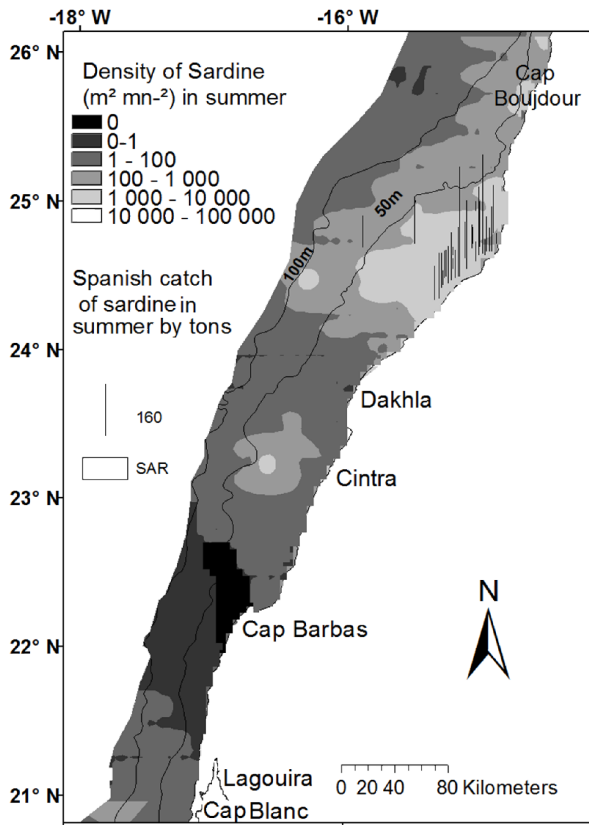 -18° W
-16° W
26° N
25° N
24° N
23° N
22° N
21° N
Density of Sardine
(m² mn-²) in summer
0
0-1
1 - 100
100 - 1 000
1 000 - 10 000
10 000 - 100 000
Spanish catch
of sardine in
summer by tons
160
SAR
Cap
Boujdour
50m
100m
Dakhla
Cintra
Cap Barbas
N
Lagouira
Cap Blanc
0 20 40 80 Kilometers